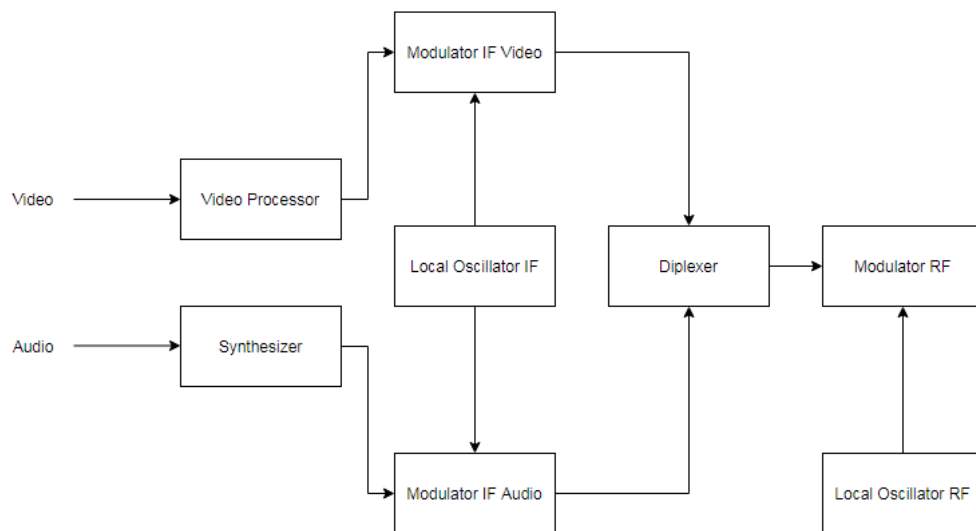 Modulator IF Video
Video
Video Processor
Local Oscillator IF
Diplexer
Modulator RF
Audio
Synthesizer
Modulator IF Audio
Local Oscillator RF